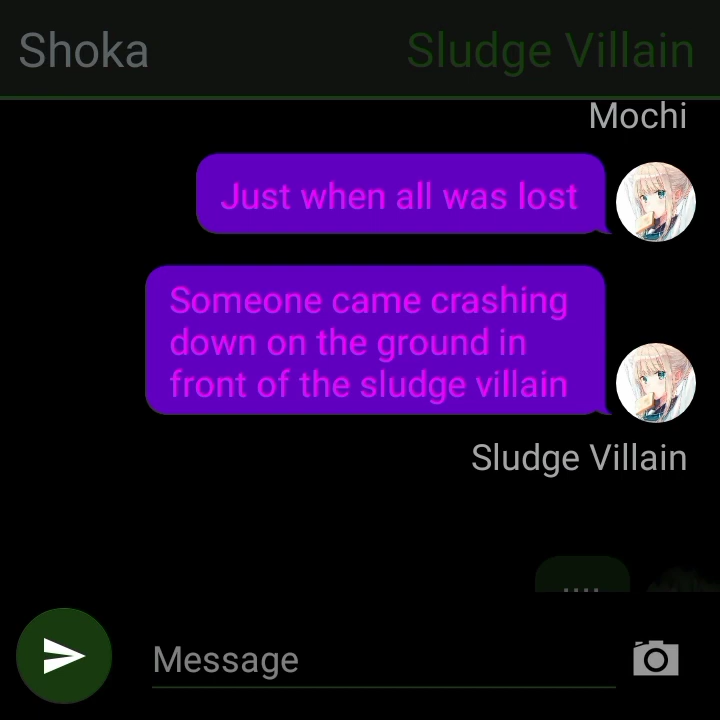 Shoka
Sludge Villain
Mochi
Just when all was lost
Someone came crashing
down on the ground in
front of the sludge villain
Sludge Villain
....
Message